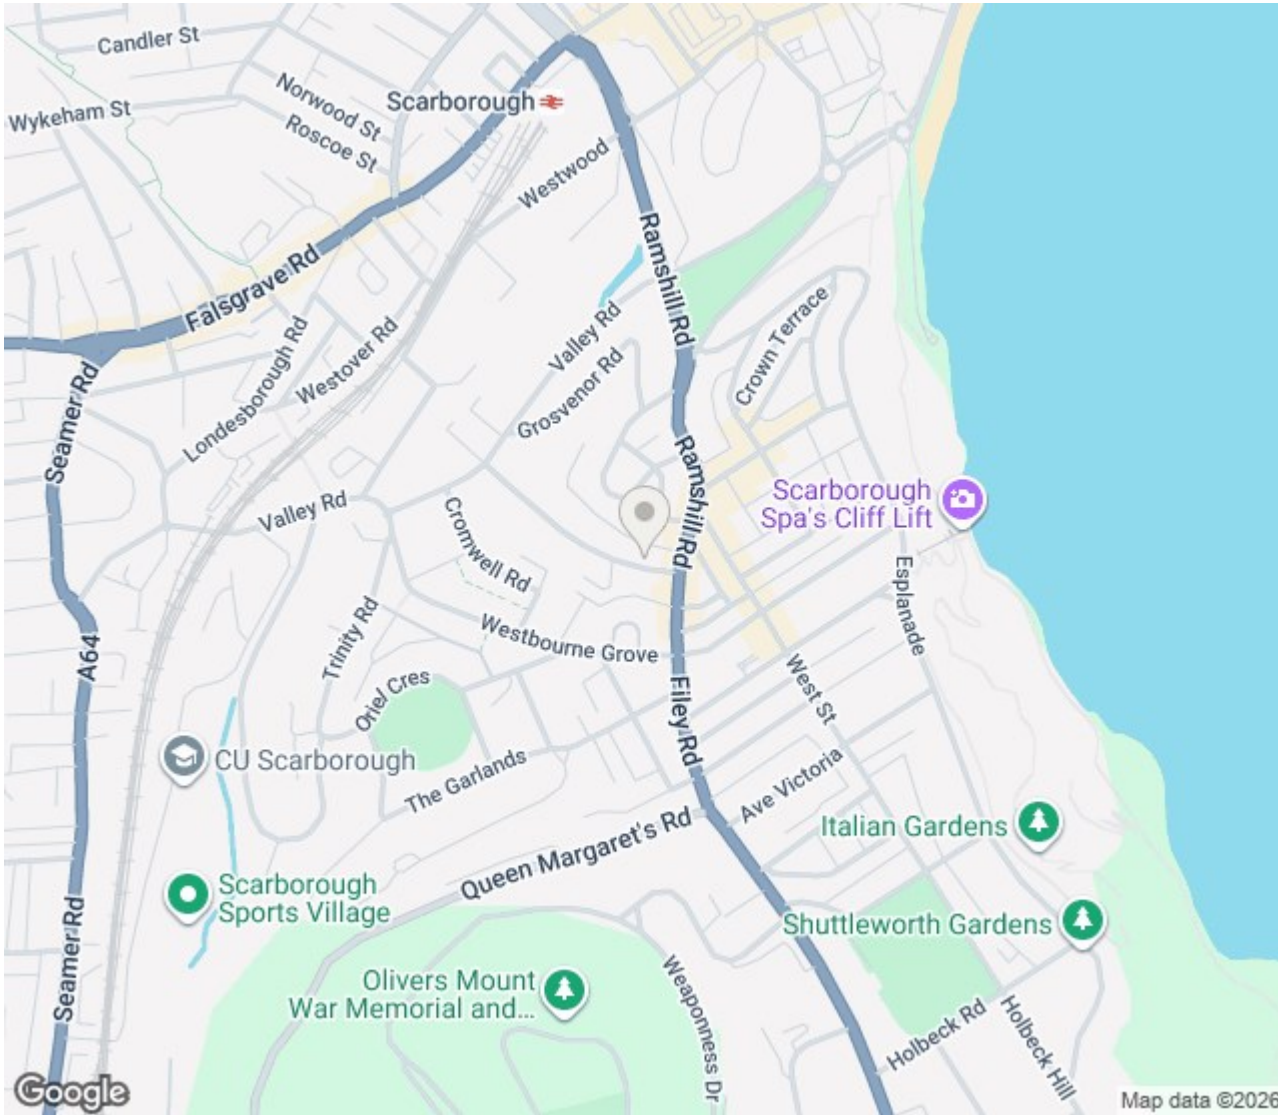 Candler St
Norwood St
Wykeham St
Roscoe St
Scarborough
Westwood
Ramshill Rd
Falsgrave Rd
Valley Rd
Crown Terrace
Londesborough Rd
Westover Rd
Grosvenor Rd
Seamer Rd
Ramshill Rd
Scarborough
Spa's Cliff Lift
Valley Rd
Cromwell Rd
Esplanade
Trinity Rd
Westbourne Grove
A64
Oriel Cres
Filey Rd
West St
CU Scarborough
The Garlands
Ave Victoria
Queen Margaret's Rd
Italian Gardens
Scarborough
Sports Village
Shuttleworth Gardens
Seamer Rd
Olivers Mount
War Memorial and...
Weaponness Dr
Holbeck Rd
Holbeck Hill
Google
Map data ©2026